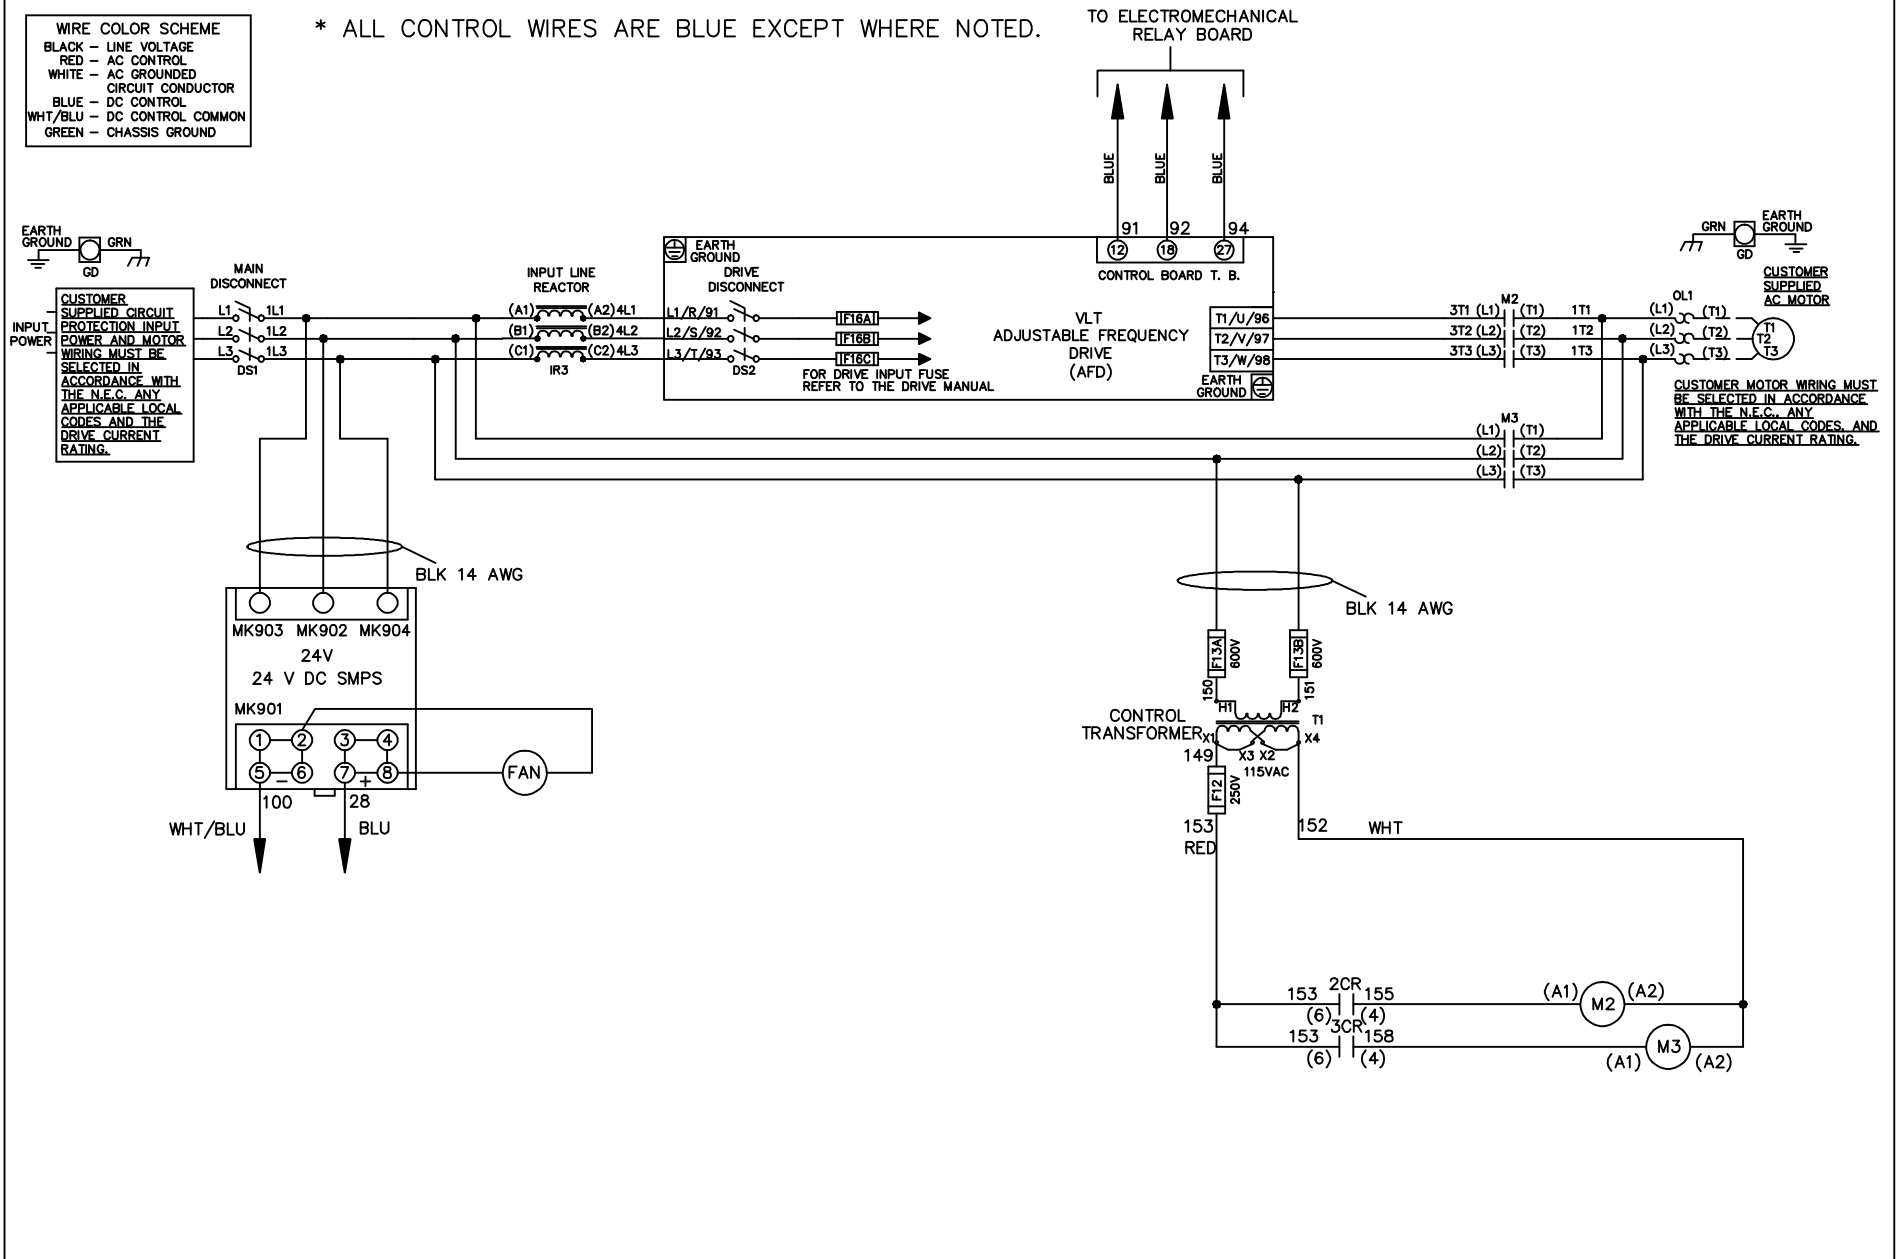 WIRE COLOR SCHEME
BLACK – LINE VOLTAGE
RED – AC CONTROL
WHITE – AC GROUNDED
CIRCUIT CONDUCTOR
BLUE – DC CONTROL
WHT/BLU – DC CONTROL COMMON
GREEN – CHASSIS GROUND
* ALL CONTROL WIRES ARE BLUE EXCEPT WHERE NOTED.
TO ELECTROMECHANICAL
RELAY BOARD
BLUE
BLUE
BLUE
91 92 94
12 18 27
CONTROL BOARD T. B.
EARTH
GROUND
GRN
GD
INPUT
POWER
CUSTOMER
SUPPLIED CIRCUIT
PROTECTION INPUT
POWER AND MOTOR
WIRING MUST BE
SELECTED IN
ACCORDANCE WITH
THE N.E.C. ANY
APPLICABLE LOCAL
CODES AND THE
DRIVE CURRENT
RATING.
MAIN
DISCONNECT
L1 1L1
L2 1L2
L3 1L3
DS1
INPUT LINE
REACTOR
(A1) (A2) 4L1
(B1) (B2) 4L2
(C1) (C2) 4L3
IR3
EARTH
GROUND
DRIVE
DISCONNECT
L1/R/91
L2/S/92
L3/T/93
DS2
F16A
F16B
F16C
FOR DRIVE INPUT FUSE
REFER TO THE DRIVE MANUAL
VLT
ADJUSTABLE FREQUENCY
DRIVE
(AFD)
T1/U/96
T2/V/97
T3/W/98
EARTH
GROUND
M2
3T1 (L1) (T1) 1T1
3T2 (L2) (T2) 1T2
3T3 (L3) (T3) 1T3
M3
(L1) (T1)
(L2) (T2)
(L3) (T3)
GRN
GD
EARTH
GROUND
CUSTOMER
SUPPLIED
AC MOTOR
OL1
(L1) (T1)
(L2) (T2)
(L3) (T3)
T1
T2
T3
CUSTOMER MOTOR WIRING MUST
BE SELECTED IN ACCORDANCE
WITH THE N.E.C., ANY
APPLICABLE LOCAL CODES, AND
THE DRIVE CURRENT RATING.
BLK 14 AWG
MK903 MK902 MK904
24V
24 V DC SMPS
MK901
1 2 3 4
5 – 6 7 + 8
FAN
100 28
WHT/BLU BLU
BLK 14 AWG
F13A
600V
F13B
600V
150
151
H1 H2
T1
CONTROL
TRANSFORMER
X1 X4
X3 X2
149
115VAC
F12
250V
153
RED
152 WHT
153 2CR 155
(6) (4)
(A1) M2 (A2)
153 3CR 158
(6) (4)
(A1) M3 (A2)